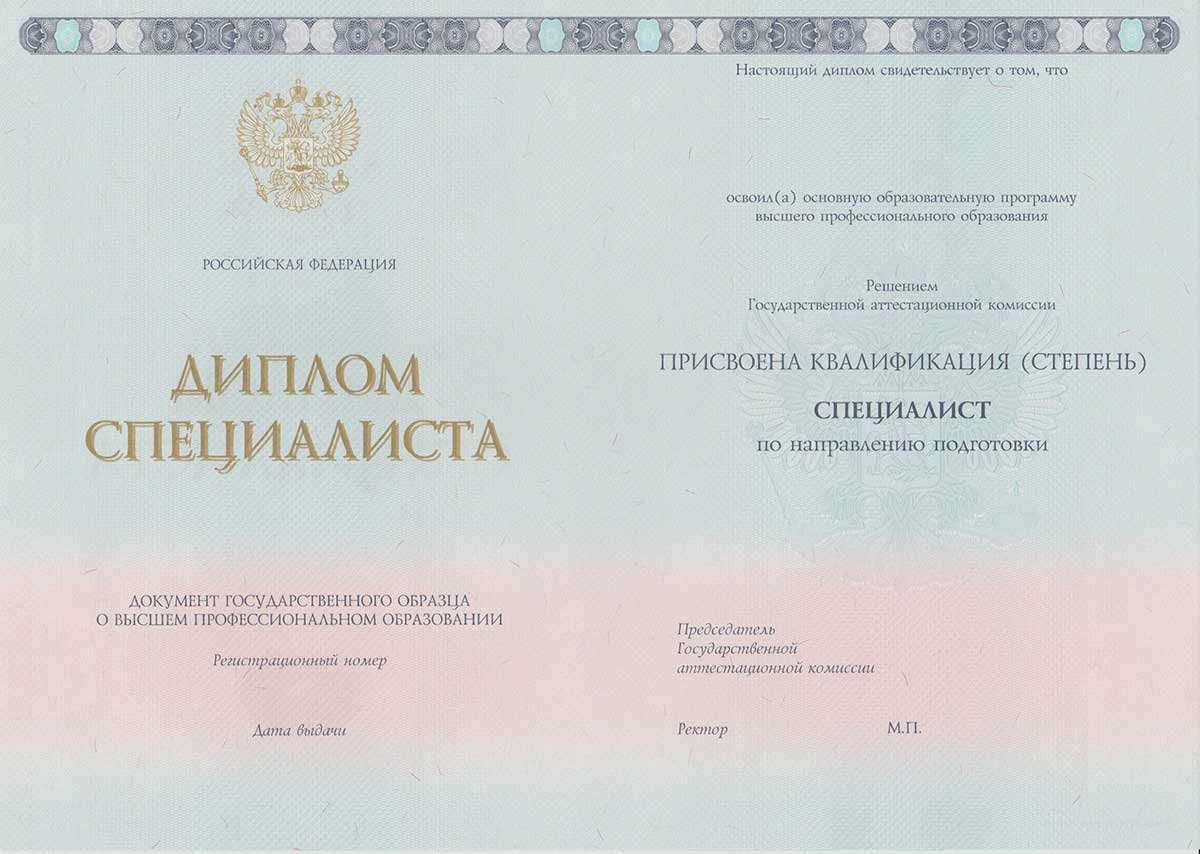 РОССИЙСКАЯ ФЕДЕРАЦИЯ
ДИПЛОМ
СПЕЦИАЛИСТА
ДОКУМЕНТ ГОСУДАРСТВЕННОГО ОБРАЗЦА
О ВЫСШЕМ ПРОФЕССИОНАЛЬНОМ ОБРАЗОВАНИИ
Регистрационный номер
Дата выдачи
Настоящий диплом свидетельствует о том, что
освоил(а) основную образовательную программу
высшего профессионального образования
Решением
Государственной аттестационной комиссии
ПРИСВОЕНА КВАЛИФИКАЦИЯ (СТЕПЕНЬ)
СПЕЦИАЛИСТ
по направлению подготовки
Председатель
Государственной
аттестационной комиссии
Ректор М.П.